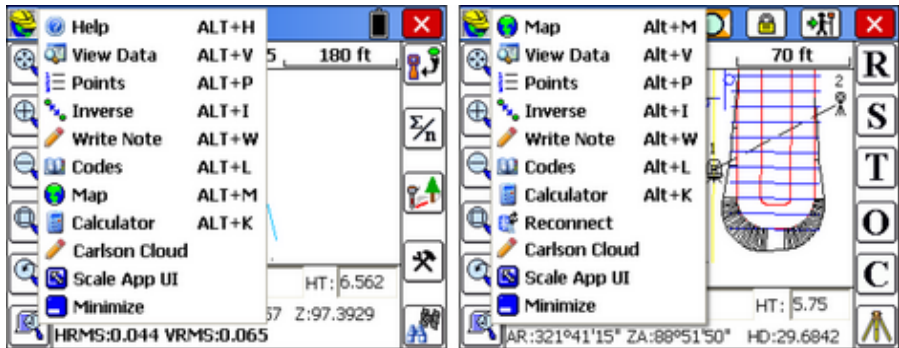 Help ALT+H
View Data ALT+V 5 180 ft
Points ALT+P
Inverse ALT+I
Write Note ALT+W Σ/n
Codes ALT+L
Map ALT+M
Calculator ALT+K
Carlson Cloud
Scale App UI HT: 6.562
Minimize 57 Z:97.3929
HRMS:0.044 VRMS:0.065
Map Alt+M
View Data Alt+V 70 ft R
Points Alt+P 2
Inverse Alt+I S
Write Note Alt+W 1
Codes Alt+L T
Calculator Alt+K
Reconnect O
Carlson Cloud
Scale App UI C
Minimize HT: 5.75
AR:321°41'15" ZA:88°51'50" HD:29.6842